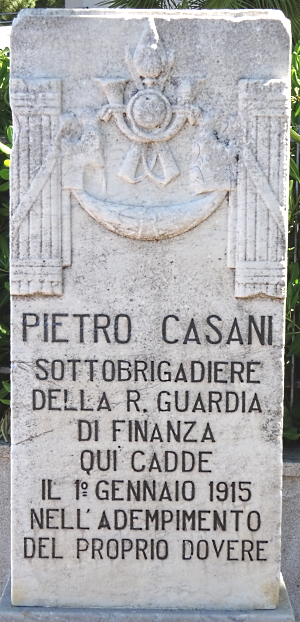 PIETRO CASANI
SOTTOBRIGADIERE
DELLA R. GUARDIA
DI FINANZA
QUI CADDE
IL 1º GENNAIO 1915
NELL'ADEMPIMENTO
DEL PROPRIO DOVERE